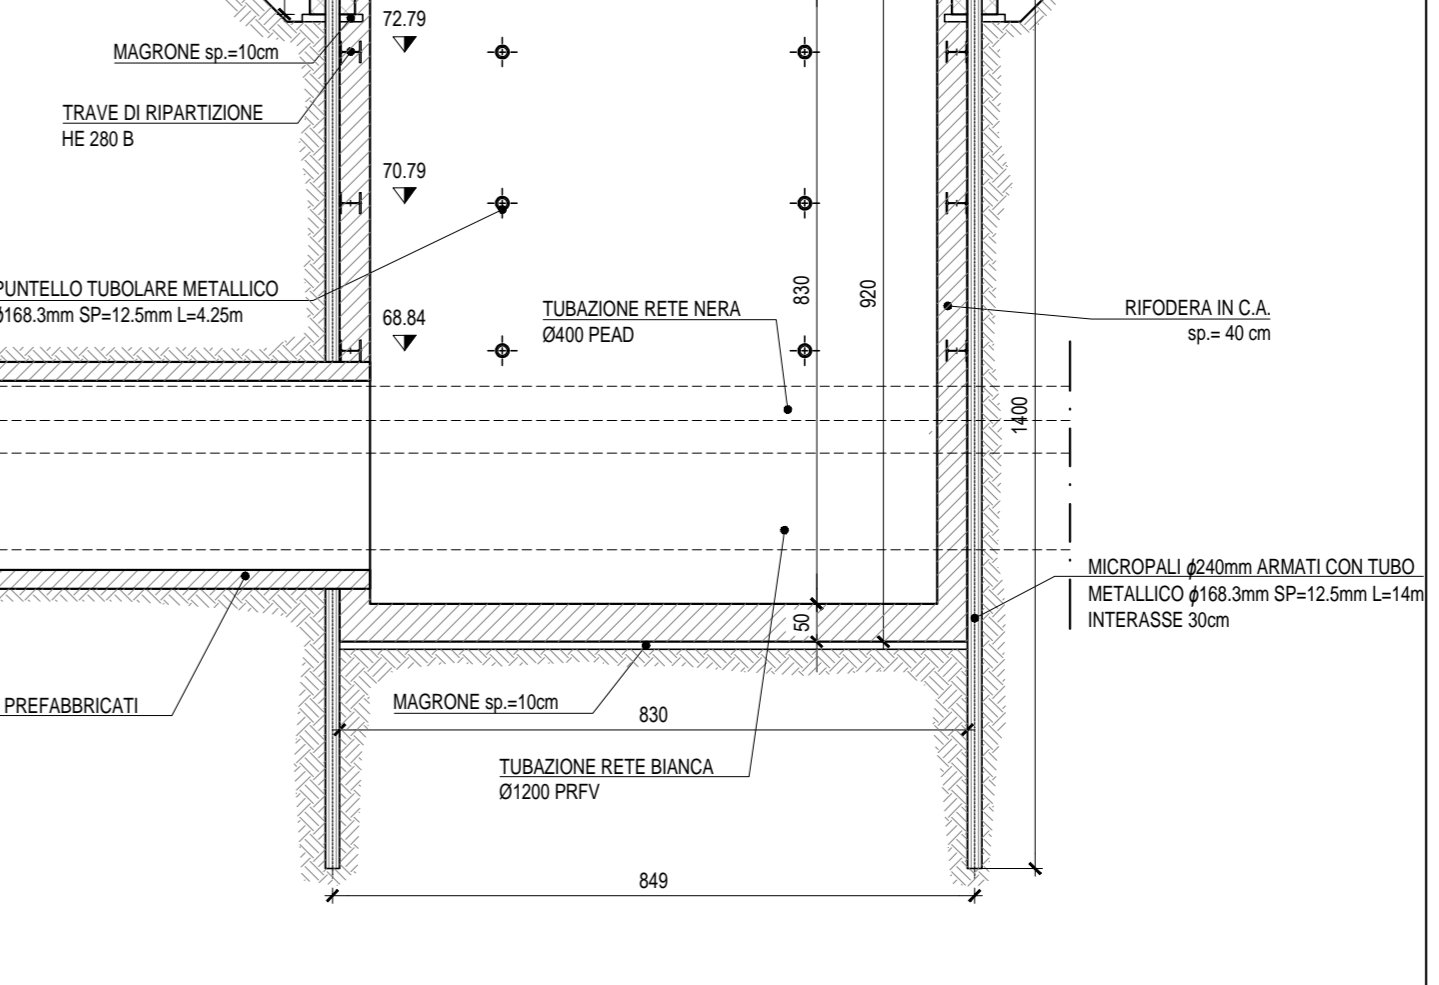 72.79
MAGRONE sp.=10cm
TRAVE DI RIPARTIZIONE
HE 280 B
70.79
PUNTELLO TUBOLARE METALLICO
Ø168.3mm SP=12.5mm L=4.25m
68.84
TUBAZIONE RETE NERA
Ø400 PEAD
830
920
RIFODERA IN C.A.
sp.= 40 cm
1400
MICROPALI ϕ240mm ARMATI CON TUBO
METALLICO ϕ168.3mm SP=12.5mm L=14m
INTERASSE 30cm
50
PREFABBRICATI
MAGRONE sp.=10cm
830
TUBAZIONE RETE BIANCA
Ø1200 PRFV
849